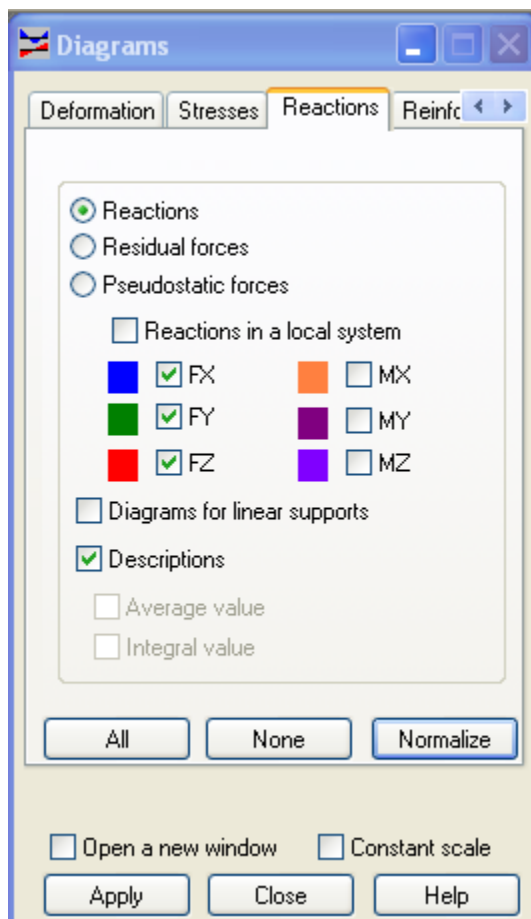 Diagrams
Deformation Stresses Reactions Reinfo
Reactions
Residual forces
Pseudostatic forces
Reactions in a local system
FX MX
FY MY
FZ MZ
Diagrams for linear supports
Descriptions
Average value
Integral value
All None Normalize
Open a new window Constant scale
Apply Close Help